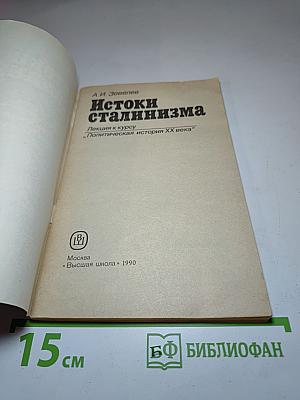 А. И. Зевелев
Истоки
сталинизма
Лекция к курсу
„Политическая история XX века"
Москва
«Высшая школа» 1990
15 см
БФ БИБЛИОФАН